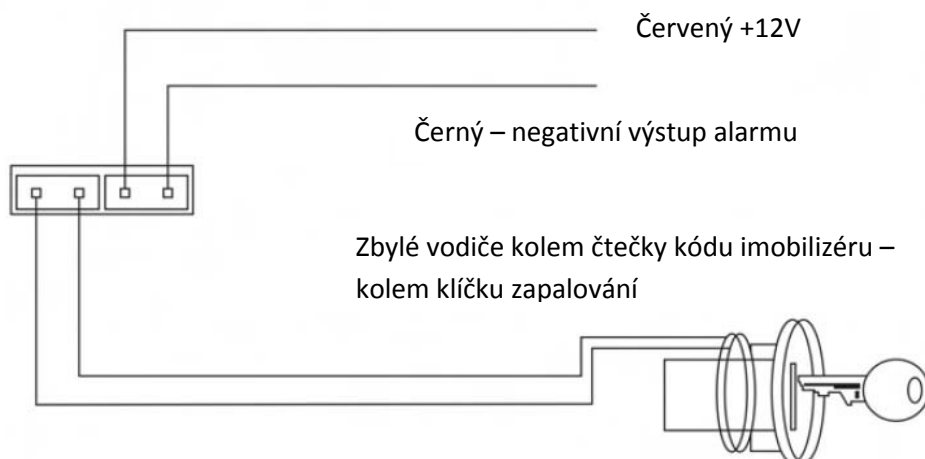 Červený +12V
Černý – negativní výstup alarmu
Zbylé vodiče kolem čtečky kódu imobilizéru –
kolem klíčku zapalování